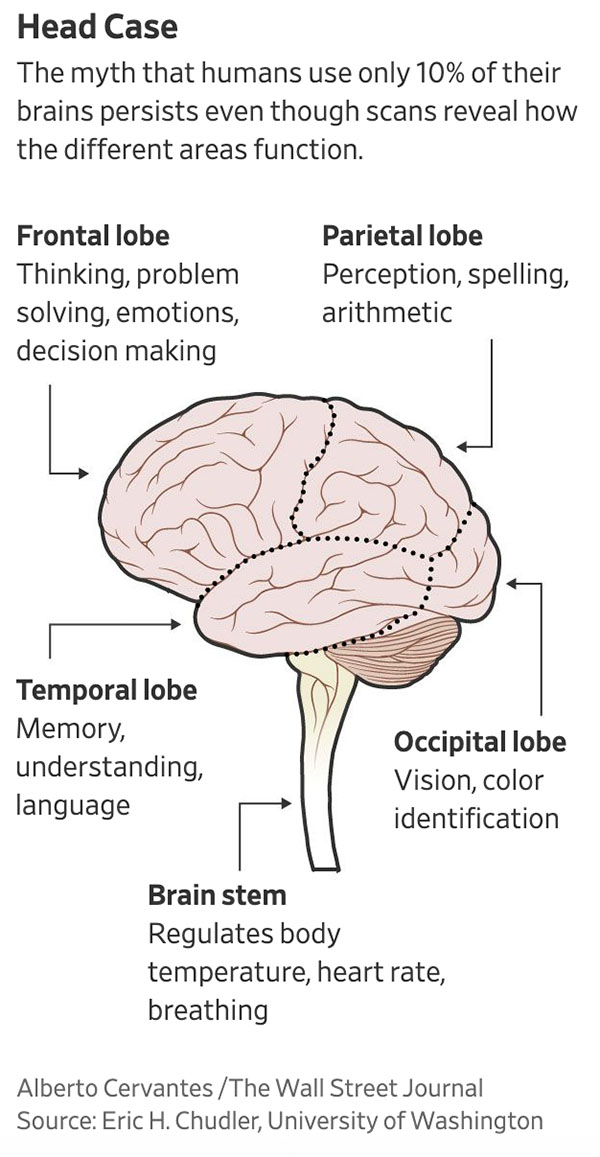 Head Case
The myth that humans use only 10% of their
brains persists even though scans reveal how
the different areas function.
Frontal lobe
Thinking, problem
solving, emotions,
decision making
Parietal lobe
Perception, spelling,
arithmetic
Temporal lobe
Memory,
understanding,
language
Occipital lobe
Vision, color
identification
Brain stem
Regulates body
temperature, heart rate,
breathing
Alberto Cervantes /The Wall Street Journal
Source: Eric H. Chudler, University of Washington